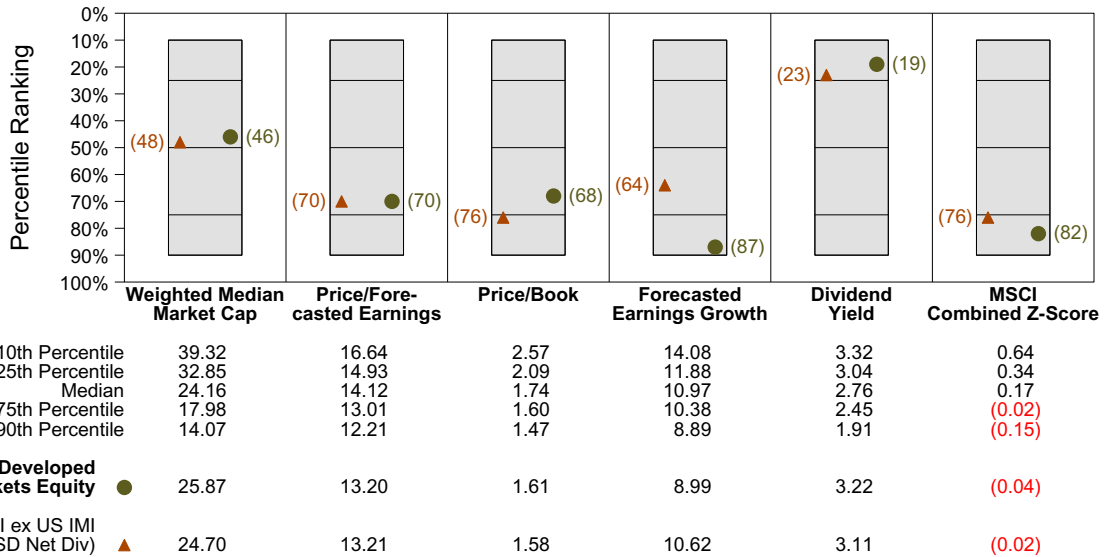 0%
10%
20%
30%
40%
50%
60%
70%
80%
90%
100%
Percentile Ranking
(48) (46)
(70) (70)
(76) (68)
(64) (87)
(23) (19)
(76) (82)
Weighted Median Market Cap
Price/Fore-casted Earnings
Price/Book
Forecasted Earnings Growth
Dividend Yield
MSCI Combined Z-Score
10th Percentile 39.32 16.64 2.57 14.08 3.32 0.64
25th Percentile 32.85 14.93 2.09 11.88 3.04 0.34
Median 24.16 14.12 1.74 10.97 2.76 0.17
75th Percentile 17.98 13.01 1.60 10.38 2.45 (0.02)
90th Percentile 14.07 12.21 1.47 8.89 1.91 (0.15)
Developed
Equity 25.87 13.20 1.61 8.99 3.22 (0.04)
ex US IMI
Net Div) 24.70 13.21 1.58 10.62 3.11 (0.02)